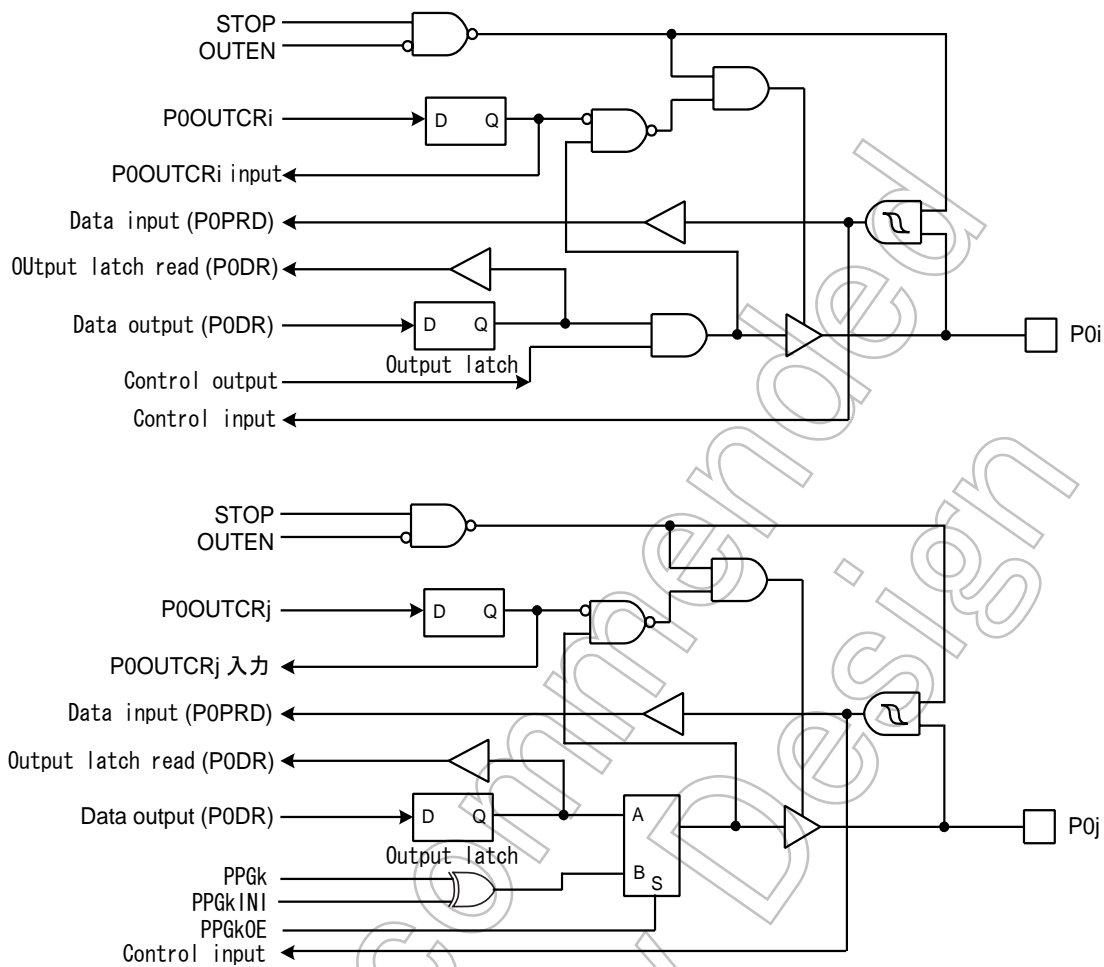 STOP
OUTEN
P0OUTCRi
D Q
P0OUTCRi input
Data input (P0PRD)
OUtput latch read (P0DR)
Data output (P0DR)
D Q
Output latch
P0i
Control output
Control input
STOP
OUTEN
P0OUTCRj
D Q
P0OUTCRj 入力
Data input (P0PRD)
Output latch read (P0DR)
Data output (P0DR)
D Q
A
Output latch
P0j
PPGk
B
S
PPGkINI
PPGkOE
Control input
commended
Design